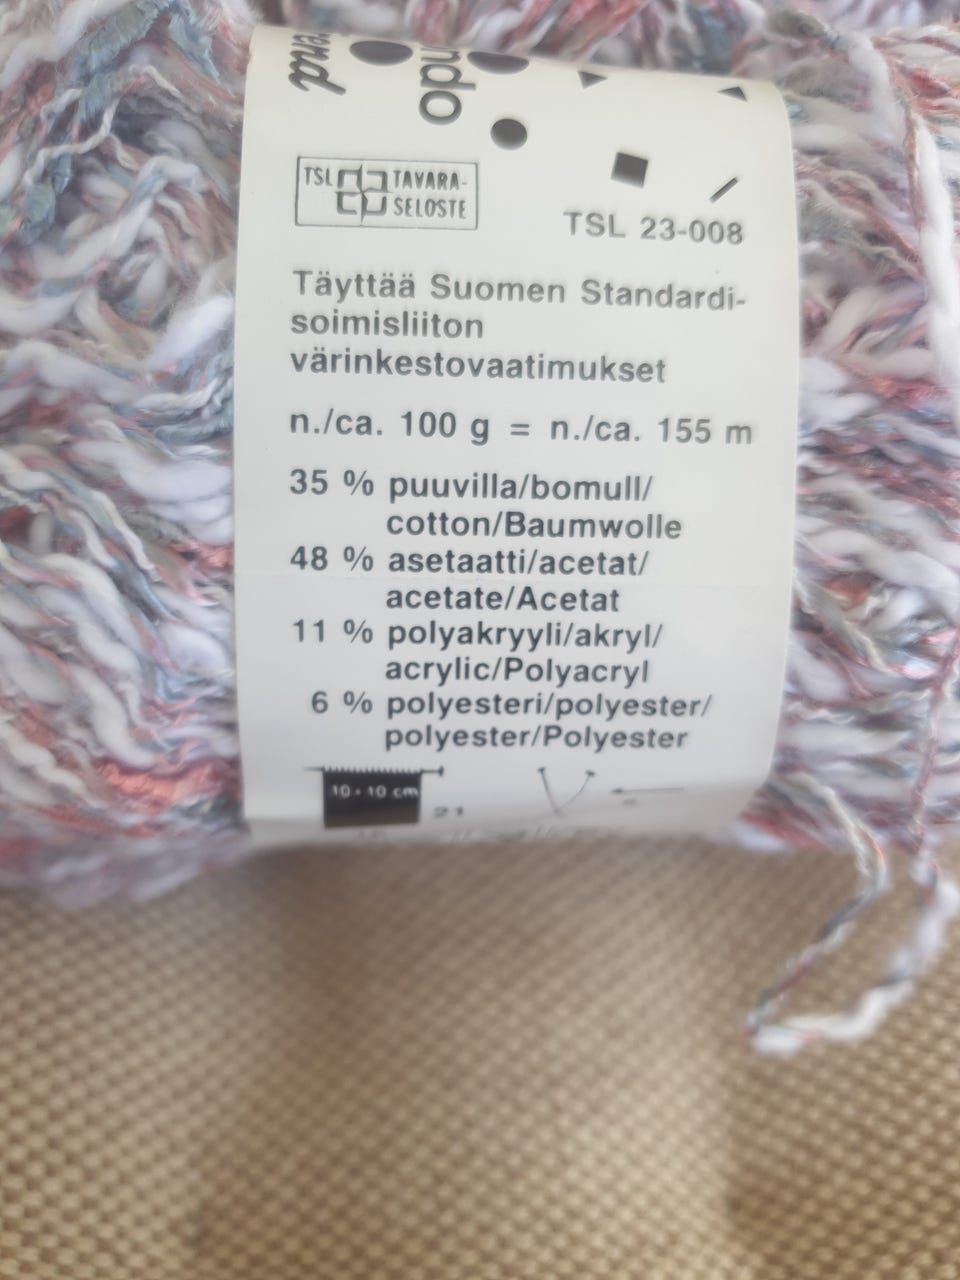 TSL TAVARA-
SELOSTE
TSL 23-008
Täyttää Suomen Standardi-
soimisliiton
värinkestovaatimukset
n./ca. 100 g = n./ca. 155 m
35 % puuvilla/bomull/
cotton/Baumwolle
48 % asetaatti/acetat/
acetate/Acetat
11 % polyakryyli/akryl/
acrylic/Polyacryl
6 % polyesteri/polyester/
polyester/Polyester
10 · 10 cm
21